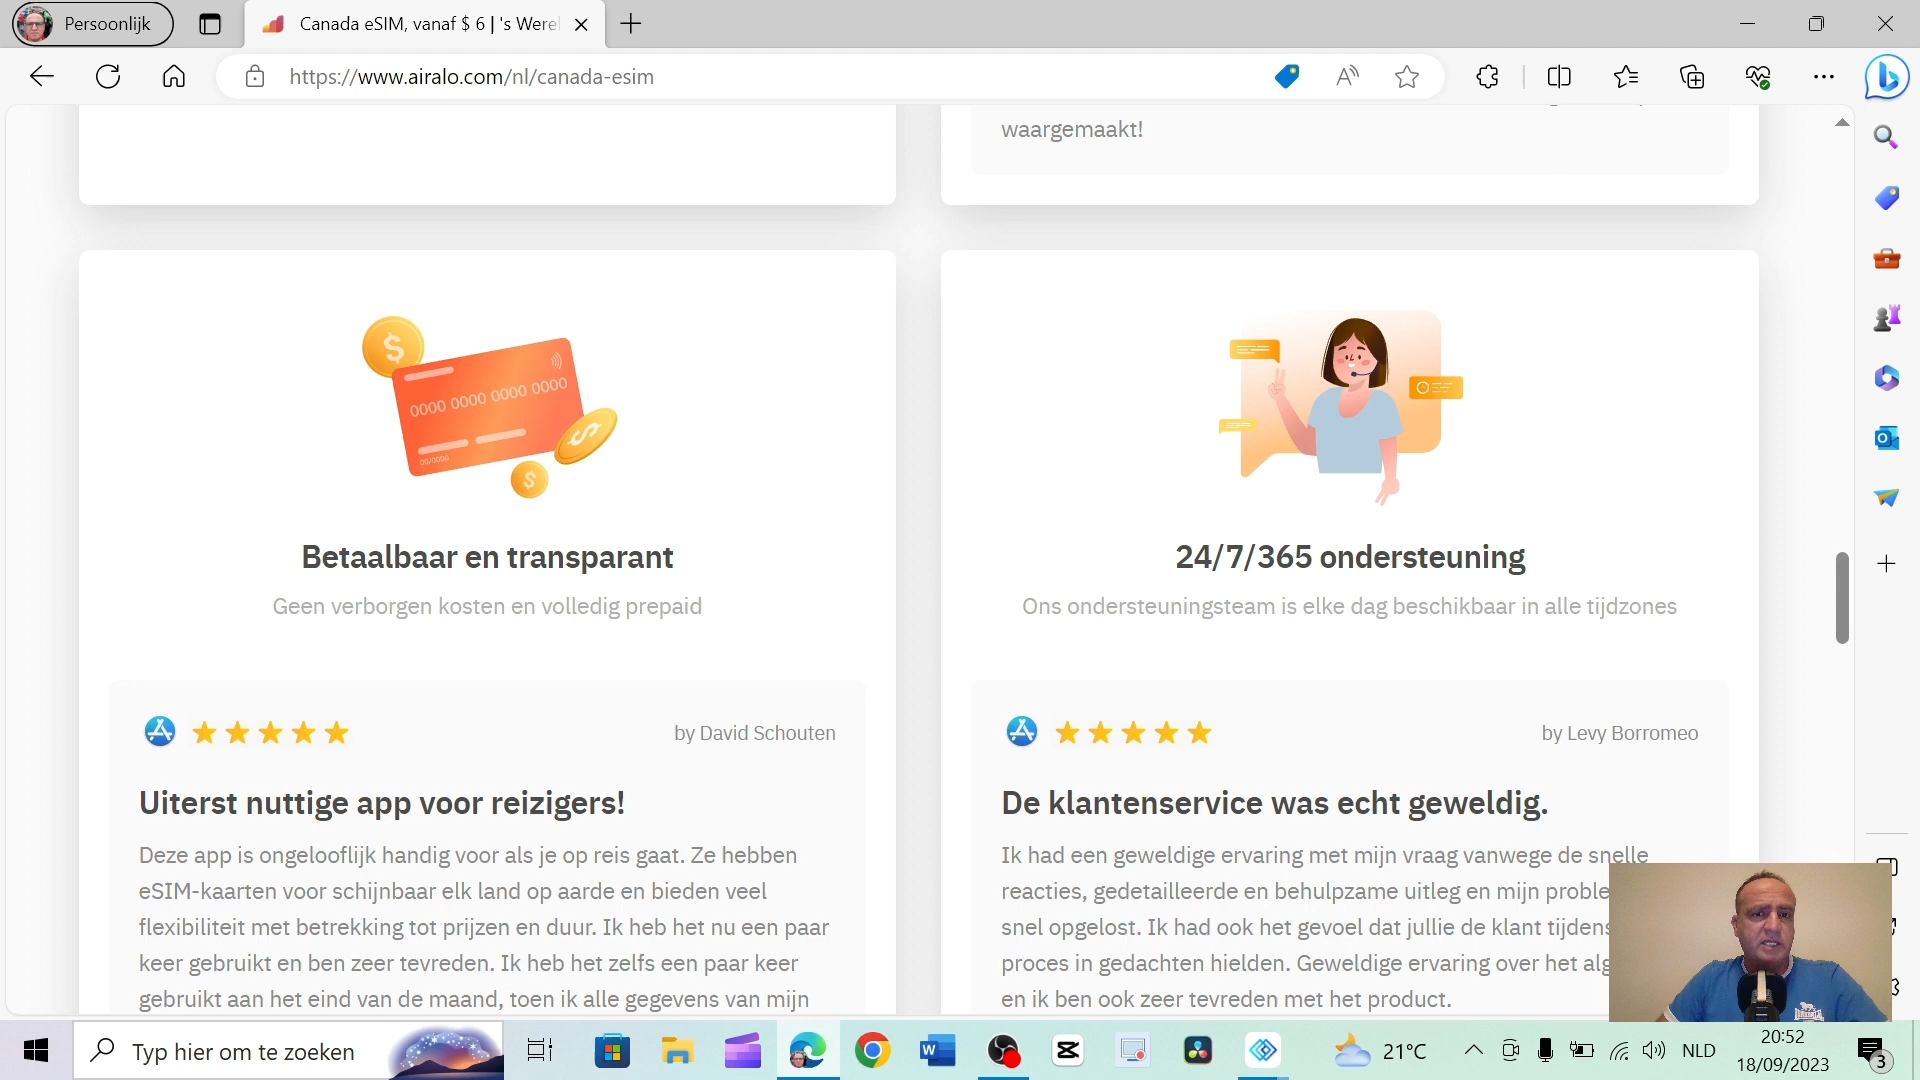 Persoonlijk
Canada eSIM, vanaf $ 6 | 's Werel
https://www.airalo.com/nl/canada-esim
waargemaakt!
$
0000 0000 0000 0000
00/0000
$
$
Betaalbaar en transparant
Geen verborgen kosten en volledig prepaid
by David Schouten
Uiterst nuttige app voor reizigers!
Deze app is ongelooflijk handig voor als je op reis gaat. Ze hebben
eSIM-kaarten voor schijnbaar elk land op aarde en bieden veel
flexibiliteit met betrekking tot prijzen en duur. Ik heb het nu een paar
keer gebruikt en ben zeer tevreden. Ik heb het zelfs een paar keer
gebruikt aan het eind van de maand, toen ik alle gegevens van mijn
24/7/365 ondersteuning
Ons ondersteuningsteam is elke dag beschikbaar in alle tijdzones
by Levy Borromeo
De klantenservice was echt geweldig.
Ik had een geweldige ervaring met mijn vraag vanwege de snelle
reacties, gedetailleerde en behulpzame uitleg en mijn proble
snel opgelost. Ik had ook het gevoel dat jullie de klant tijdens
proces in gedachten hielden. Geweldige ervaring over het alg
en ik ben ook zeer tevreden met het product.
Typ hier om te zoeken
21°C
NLD
20:52
18/09/2023
3